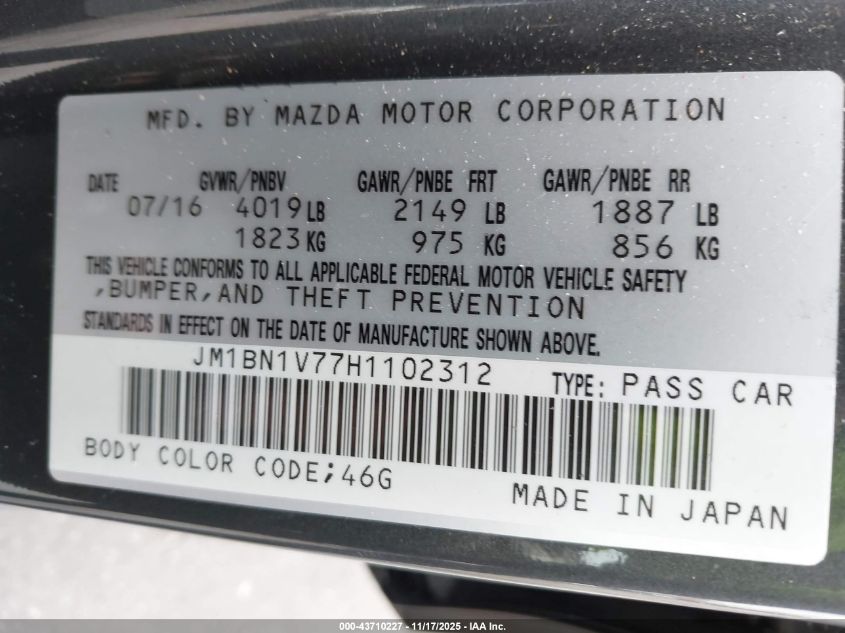 MFD. BY MAZDA MOTOR CORPORATION
DATE GVWR/PNBV GAWR/PNBE FRT GAWR/PNBE RR
07/16 4019 LB 2149 LB 1887 LB
1823 KG 975 KG 856 KG
THIS VEHICLE CONFORMS TO ALL APPLICABLE FEDERAL MOTOR VEHICLE SAFETY
,BUMPER,AND THEFT PREVENTION
STANDARDS IN EFFECT ON THE DATE OF MANUFACTURE SHOWN ABOVE.
JM1BN1V77H1102312 TYPE: PASS CAR
BODY COLOR CODE;46G
MADE IN JAPAN
000-43710227 - 11/17/2025 - IAA Inc.